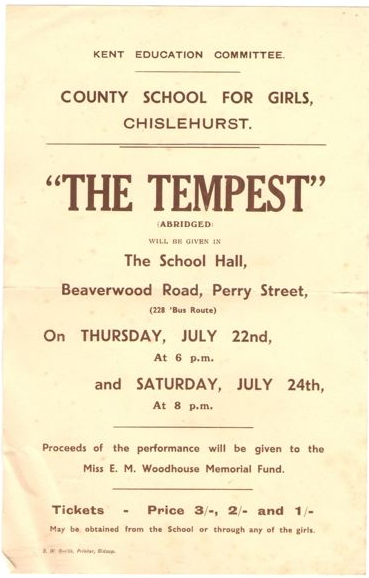 KENT EDUCATION COMMITTEE.
COUNTY SCHOOL FOR GIRLS,
CHISLEHURST.
"THE TEMPEST"
(ABRIDGED)
WILL BE GIVEN IN
The School Hall,
Beaverwood Road, Perry Street,
(228 'Bus Route)
On THURSDAY, JULY 22nd,
At 6 p.m.
and SATURDAY, JULY 24th,
At 8 p.m.
Proceeds of the performance will be given to the
Miss E. M. Woodhouse Memorial Fund.
Tickets - Price 3/-, 2/- and 1/-
May be obtained from the School or through any of the girls.
Printer, Sidcup.